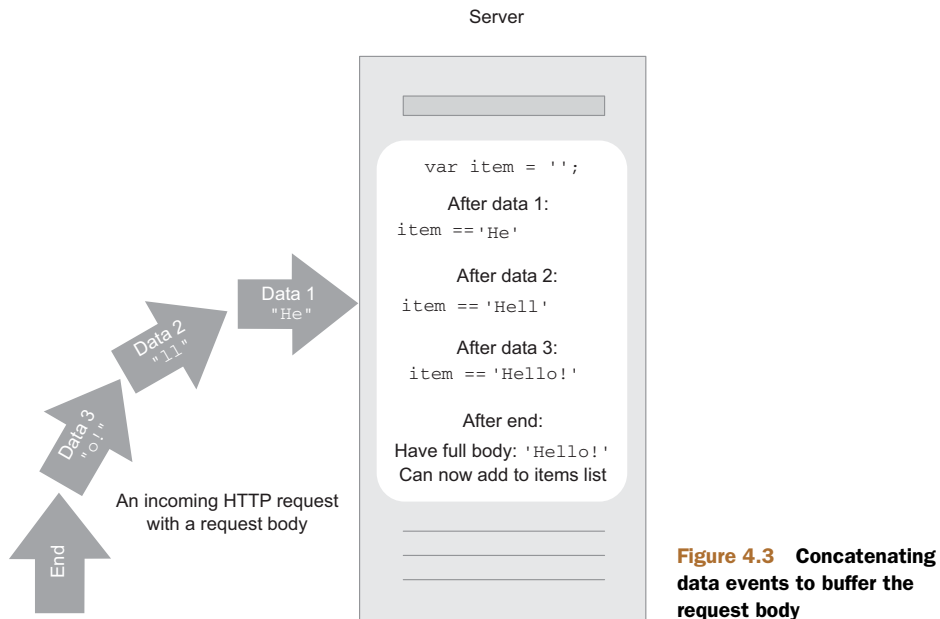 Server
var item = '';
After data 1:
item =='He'
After data 2:
item == 'Hell'
After data 3:
item == 'Hello!'
After end:
Have full body: 'Hello!'
Can now add to items list
Data 1
"He"
Data 2
"ll"
Data 3
"o!"
End
An incoming HTTP request
with a request body
Figure 4.3 Concatenating
data events to buffer the
request body